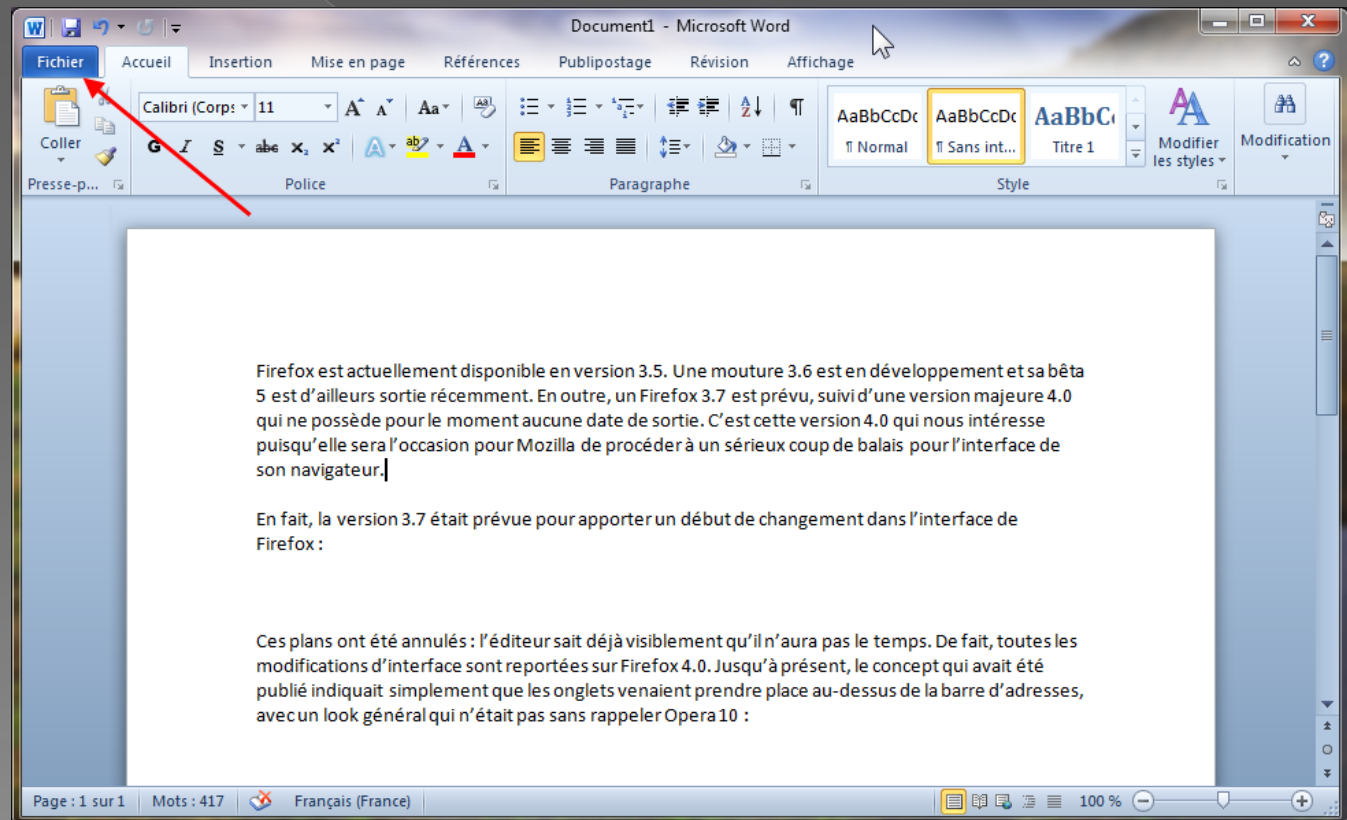 Document1 - Microsoft Word
Fichier Accueil Insertion Mise en page Références Publipostage Révision Affichage
Calibri (Corps 11 Aa AaBbCcDc AaBbCcDc AaBbC
Coller G I S abc x₂ x² ab A ¶ Normal ¶ Sans int... Titre 1 Modifier les styles Modification
Presse-p... Police Paragraphe Style
Firefox est actuellement disponible en version 3.5. Une mouture 3.6 est en développement et sa bêta
5 est d’ailleurs sortie récemment. En outre, un Firefox 3.7 est prévu, suivi d’une version majeure 4.0
qui ne possède pour le moment aucune date de sortie. C’est cette version 4.0 qui nous intéresse
puisqu’elle sera l’occasion pour Mozilla de procéder à un sérieux coup de balais pour l’interface de
son navigateur.
En fait, la version 3.7 était prévue pour apporter un début de changement dans l’interface de
Firefox :
Ces plans ont été annulés : l’éditeur sait déjà visiblement qu’il n’aura pas le temps. De fait, toutes les
modifications d’interface sont reportées sur Firefox 4.0. Jusqu’à présent, le concept qui avait été
publié indiquait simplement que les onglets venaient prendre place au-dessus de la barre d’adresses,
avec un look général qui n’était pas sans rappeler Opera 10 :
Page : 1 sur 1 Mots : 417 Français (France) 100 %